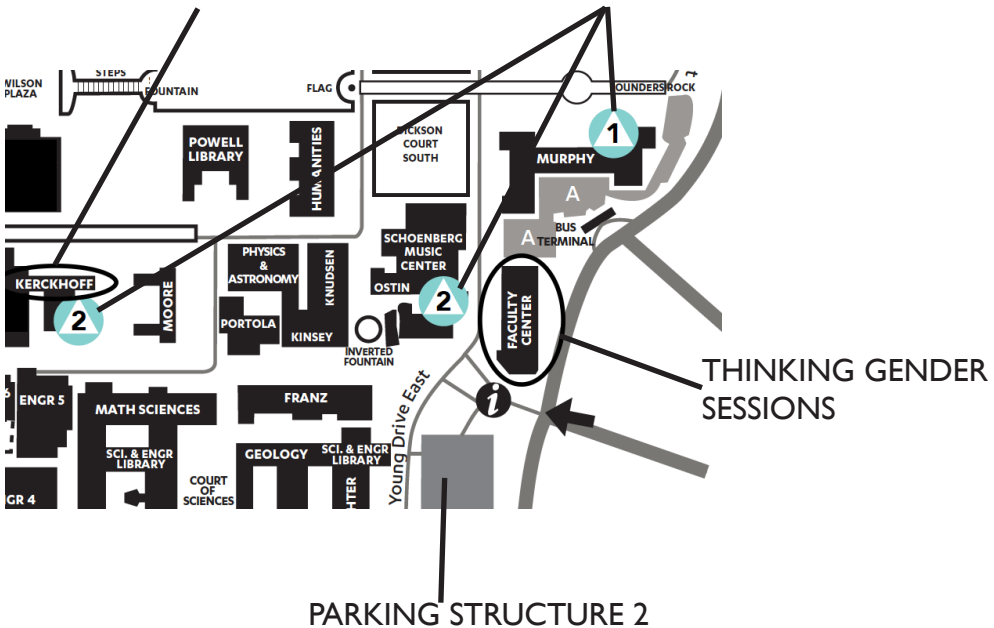 WILSON
PLAZA
STEPS
FOUNTAIN
FLAG
OUNDERS ROCK
t
POWELL
LIBRARY
HUMANITIES
DICKSON
COURT
SOUTH
1
MURPHY
A
A
BUS
TERMINAL
SCHOENBERG
MUSIC
CENTER
OSTIN
2
PHYSICS
&
ASTRONOMY
KNUDSEN
KINSEY
PORTOLA
KERCKHOFF
2
MOORE
INVERTED
FOUNTAIN
FACULTY
CENTER
THINKING GENDER
SESSIONS
i
Young Drive East
6
ENGR 5
MATH SCIENCES
SCI. & ENGR
LIBRARY
FRANZ
GEOLOGY
SCI. & ENGR
LIBRARY
HTER
COURT
OF
SCIENCES
GR 4
PARKING STRUCTURE 2